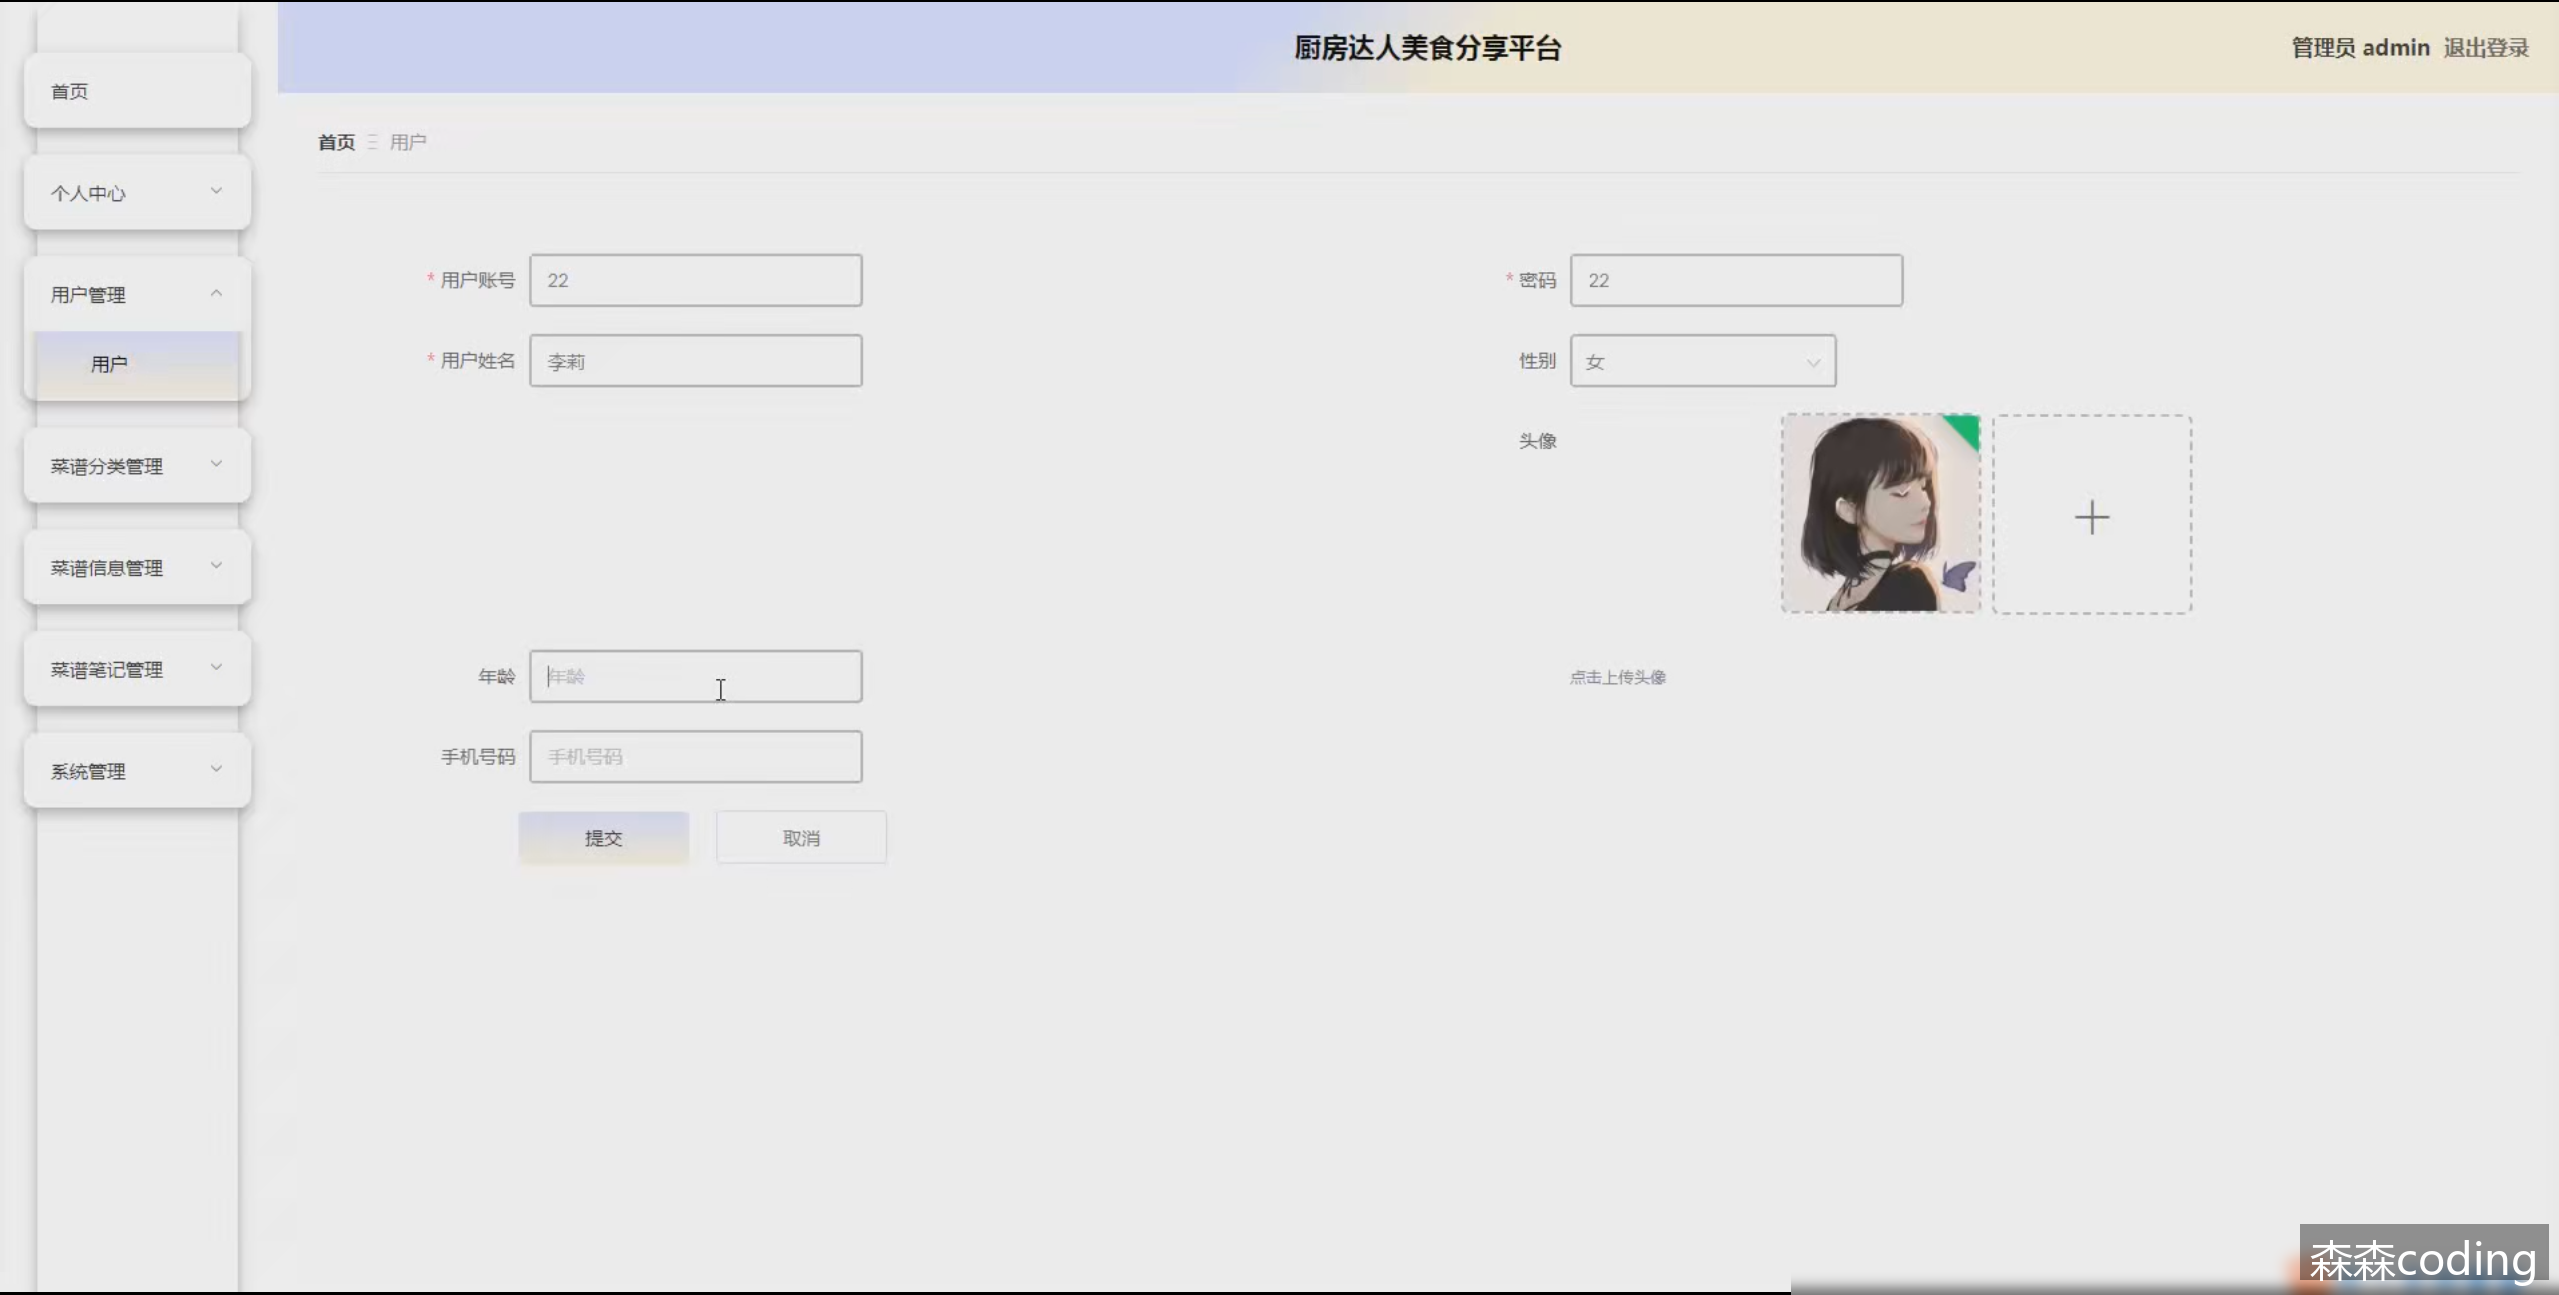 厨房达人美食分享平台
管理员 admin 退出登录
首页
个人中心
用户管理
用户
菜谱分类管理
菜谱信息管理
菜谱笔记管理
系统管理
首页 用户
* 用户账号 22
* 密码 22
* 用户姓名 李莉
性别 女
头像
年龄 年龄
点击上传头像
手机号码 手机号码
提交 取消
森森coding